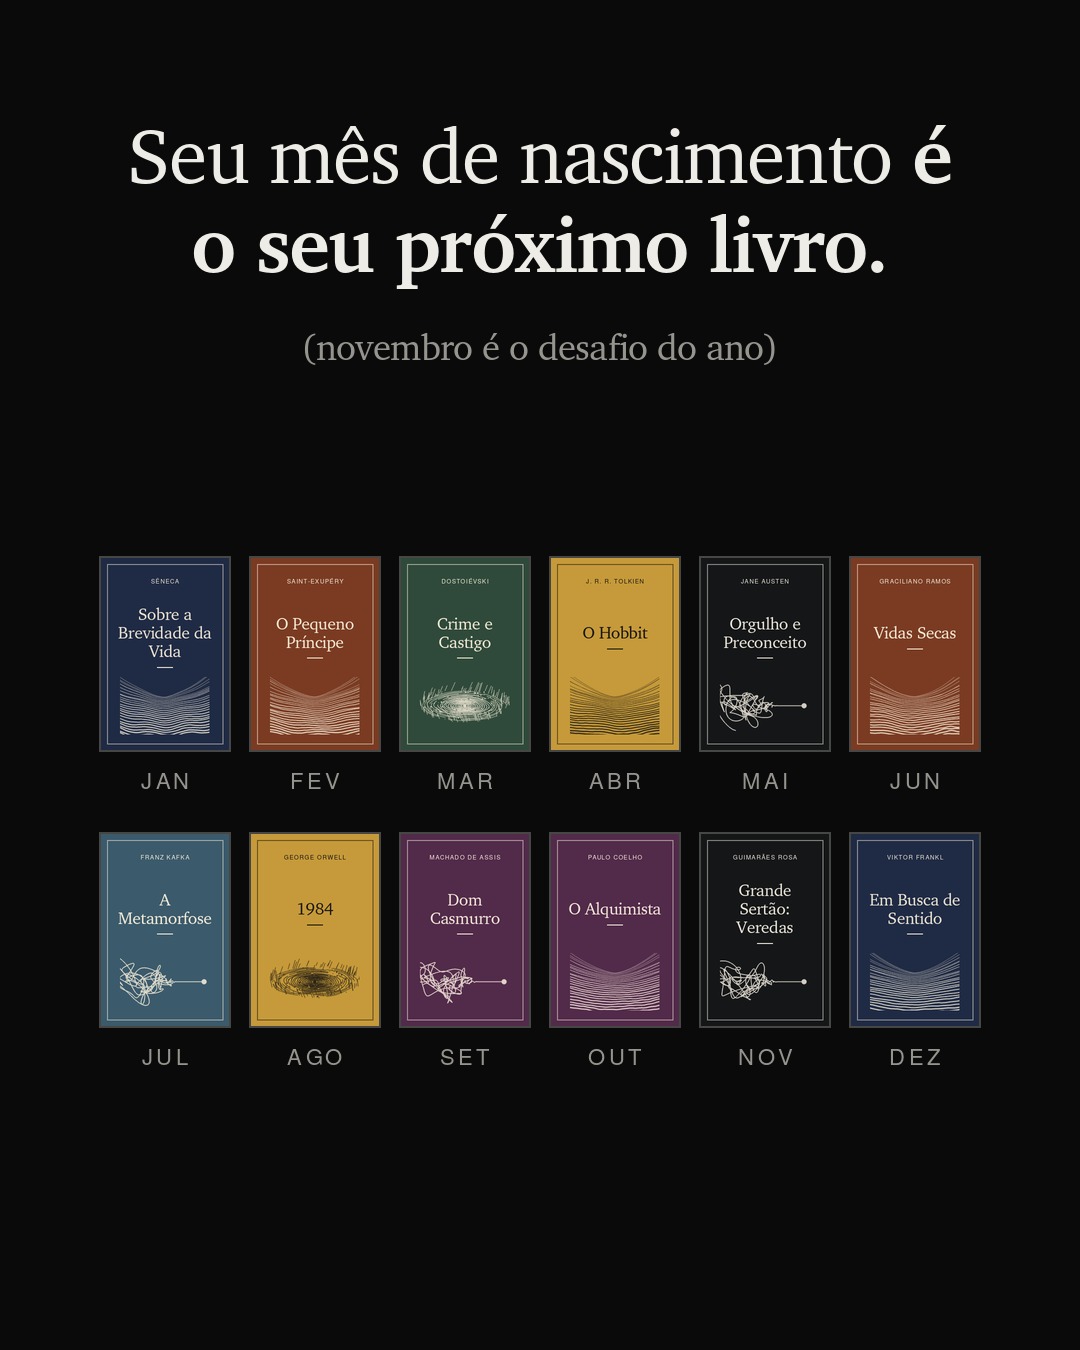 Seu mês de nascimento é
o seu próximo livro.
(novembro é o desafio do ano)
SÊNECA
Sobre a
Brevidade da
Vida
JAN
SAINT-EXUPÉRY
O Pequeno
Príncipe
FEV
DOSTOIÉVSKI
Crime e
Castigo
MAR
J. R. R. TOLKIEN
O Hobbit
ABR
JANE AUSTEN
Orgulho e
Preconceito
MAI
GRACILIANO RAMOS
Vidas Secas
JUN
FRANZ KAFKA
A
Metamorfose
JUL
GEORGE ORWELL
1984
AGO
MACHADO DE ASSIS
Dom
Casmurro
SET
PAULO COELHO
O Alquimista
OUT
GUIMARÃES ROSA
Grande
Sertão:
Veredas
NOV
VIKTOR FRANKL
Em Busca de
Sentido
DEZ